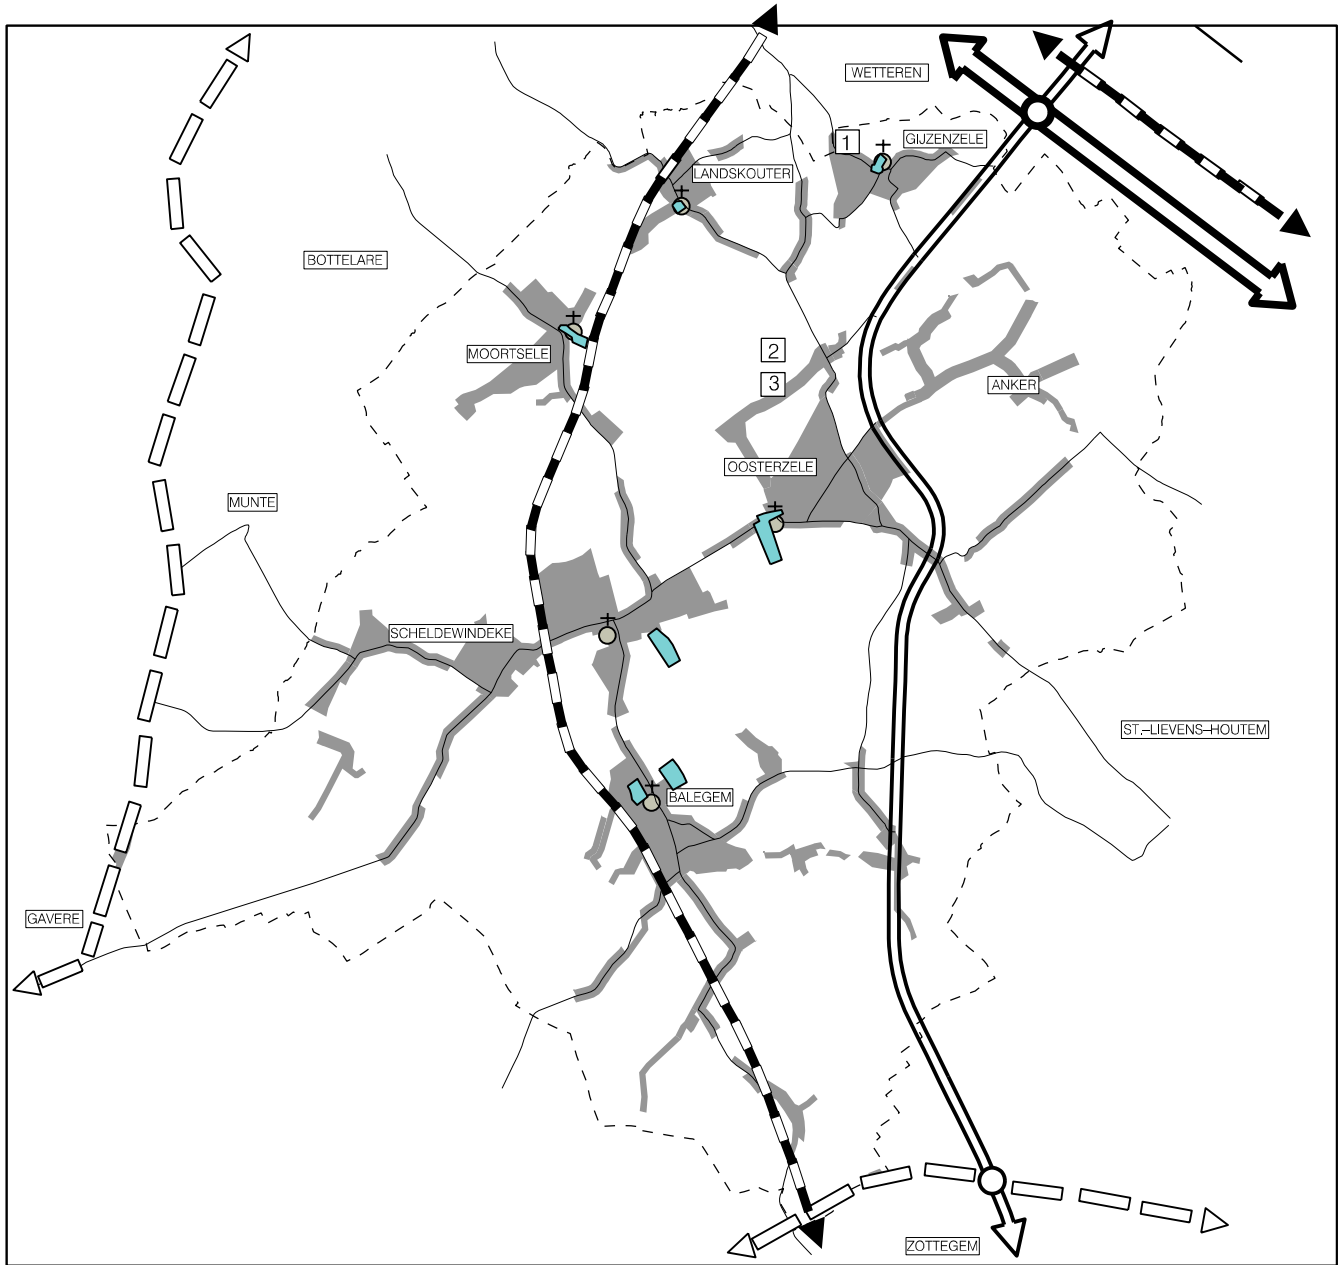 WETTEREN
1
GIJZENZELE
LANDSKOUTER
BOTTELARE
MOORTSELE
2
3
ANKER
OOSTERZELE
MUNTE
SCHELDEWINDEKE
ST.-LIEVENS-HOUTEM
BALEGEM
GAVERE
ZOTTEGEM